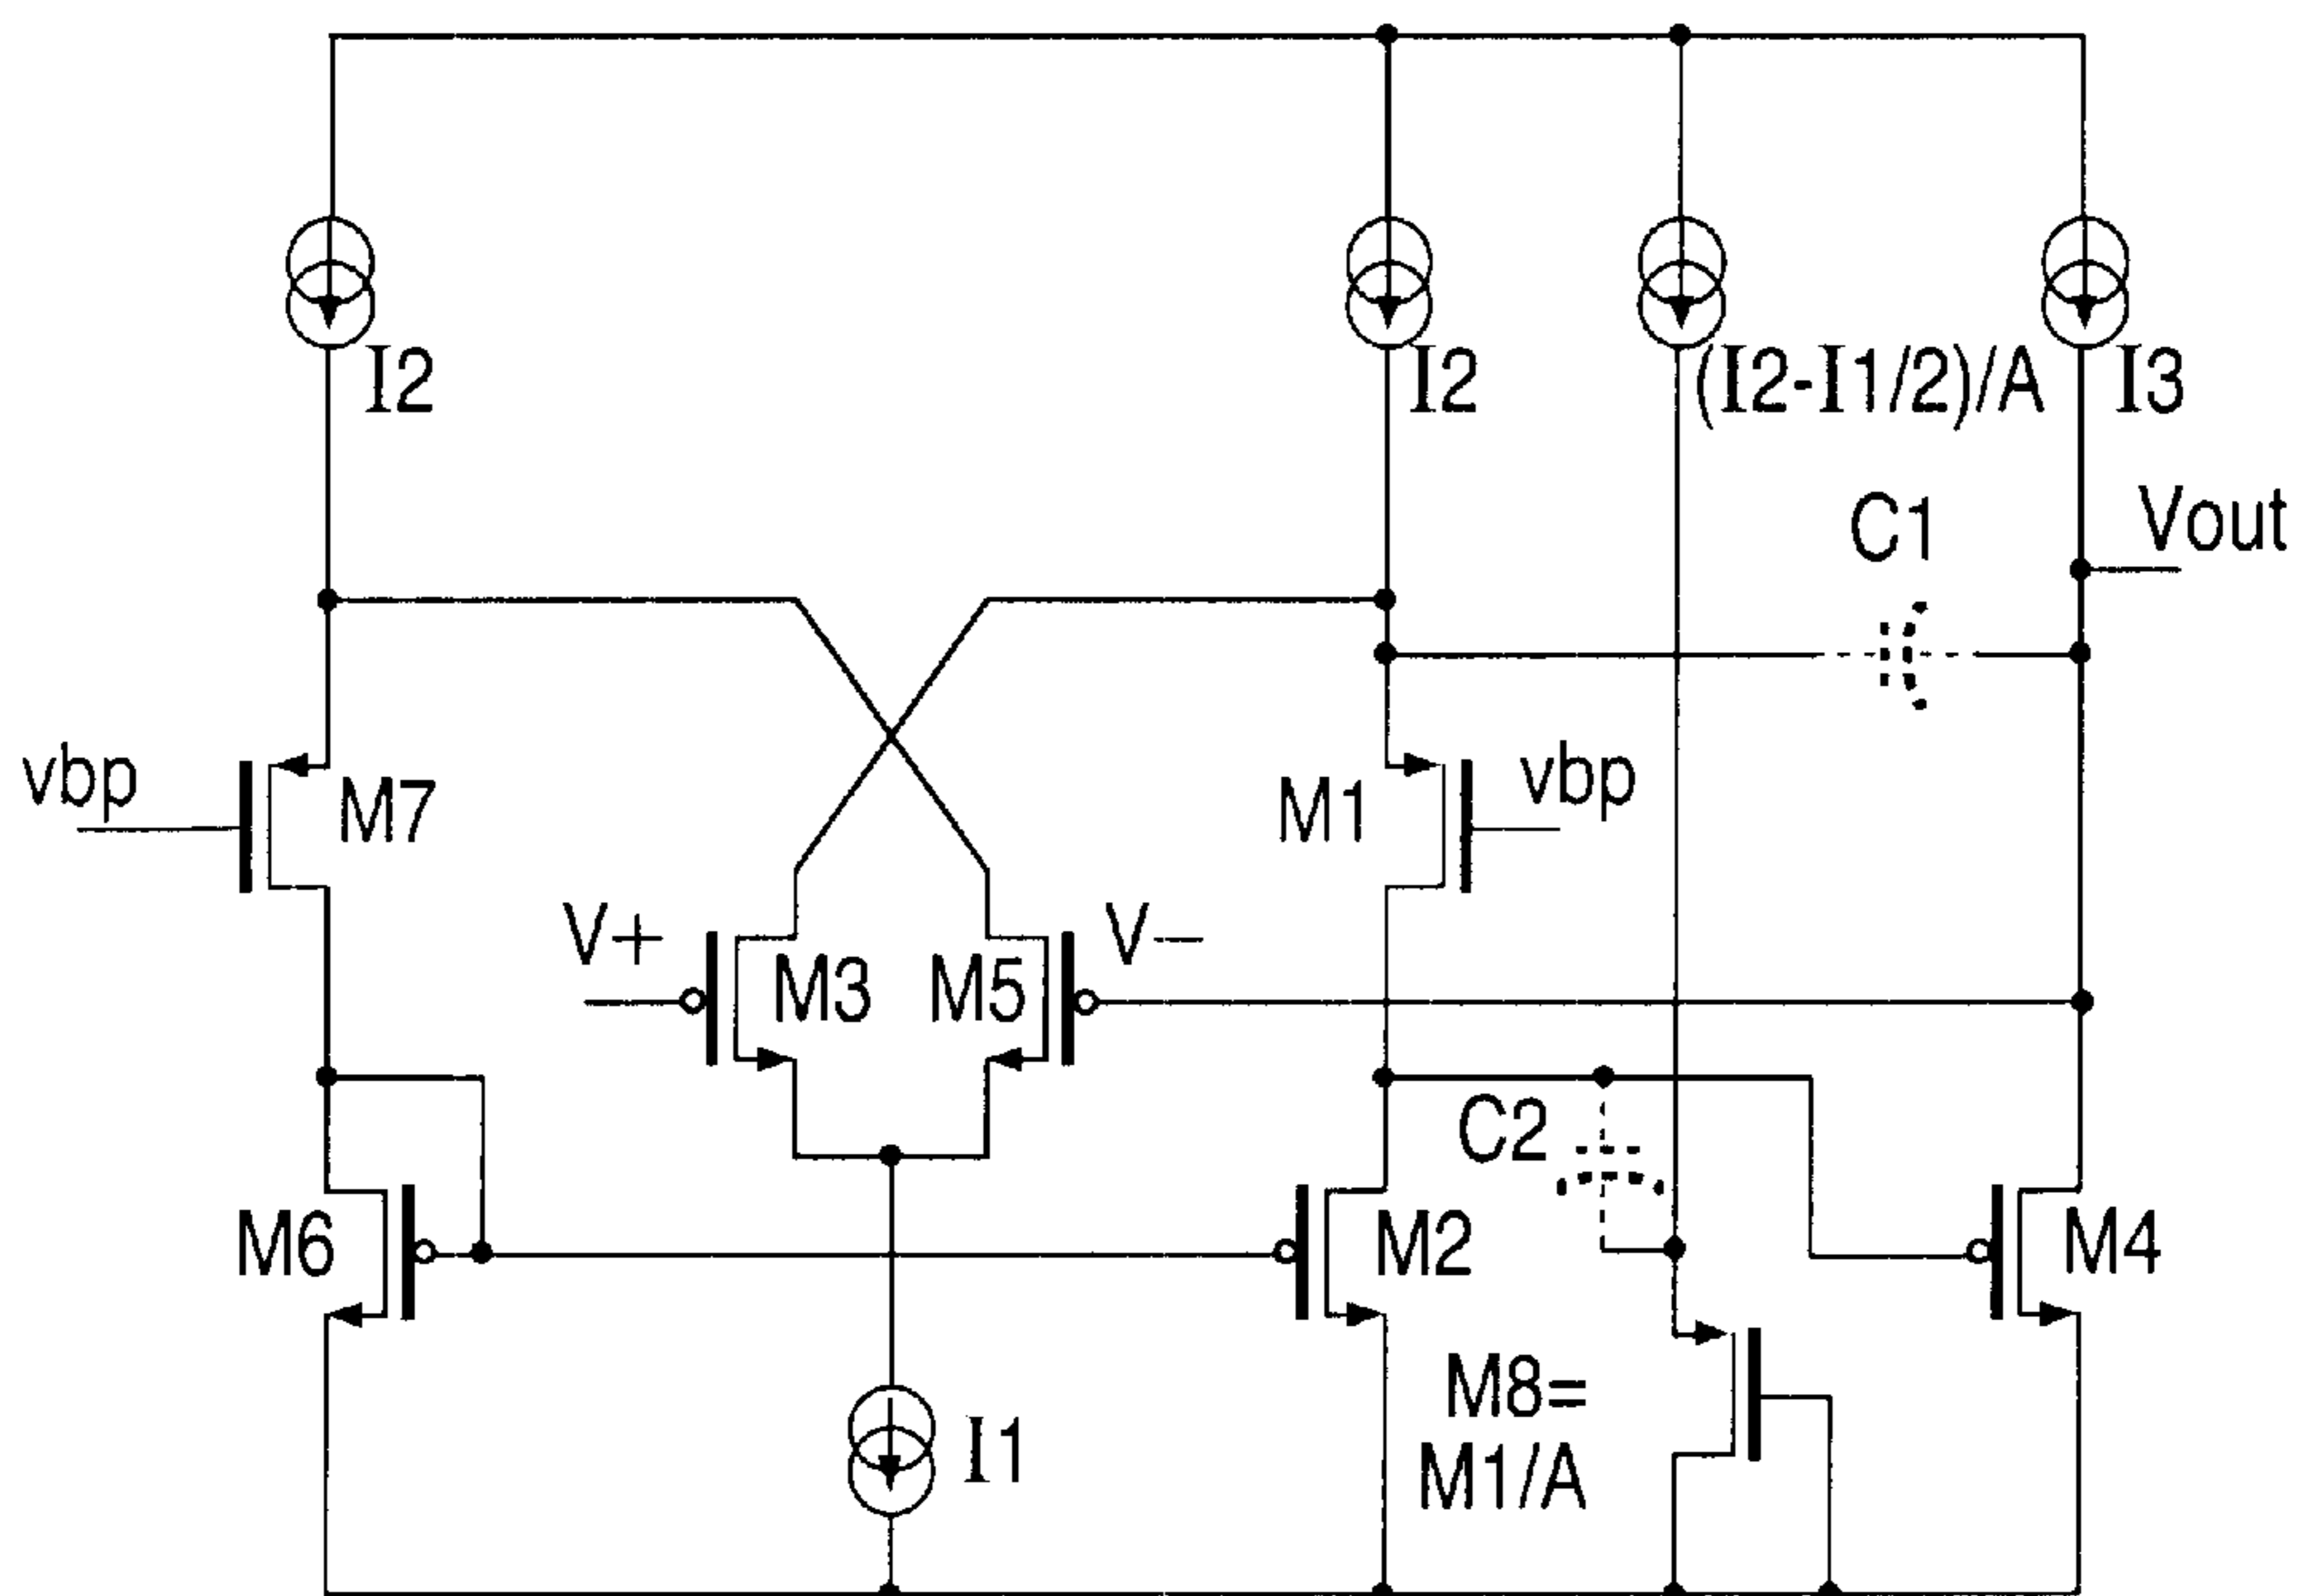 I2
I2
(I2-I1/2)/A
I3
C1
Vout
vbp
M7
M1
vbp
V+
M3
M5
V−
C2
M6
M2
M4
M8=
M1/A
I1